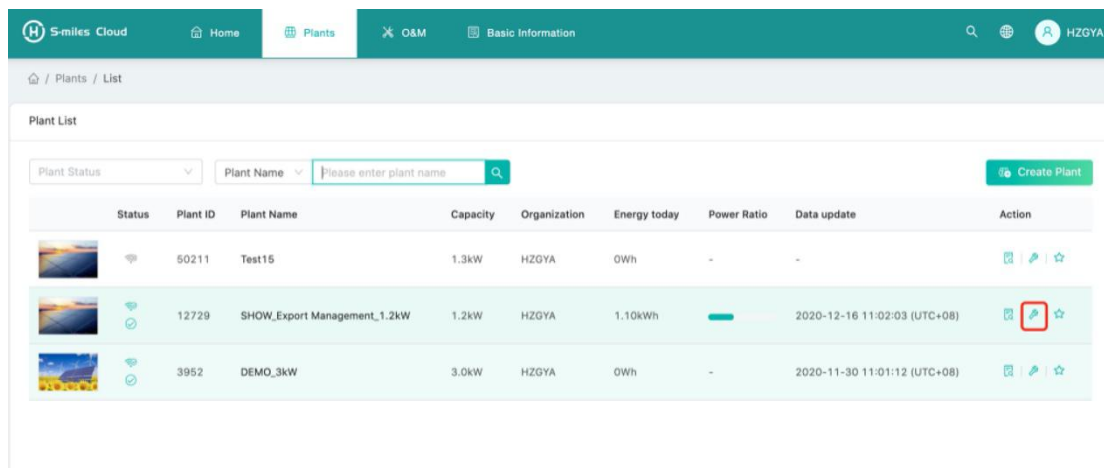 S-miles Cloud Home Plants O&M Basic Information HZGYA
/ Plants / List
Plant List
Plant Status Plant Name Please enter plant name Create Plant
Status Plant ID Plant Name Capacity Organization Energy today Power Ratio Data update Action
50211 Test15 1.3kW HZGYA 0Wh - -
12729 SHOW_Export Management_1.2kW 1.2kW HZGYA 1.10kWh 2020-12-16 11:02:03 (UTC+08)
3952 DEMO_3kW 3.0kW HZGYA 0Wh - 2020-11-30 11:01:12 (UTC+08)